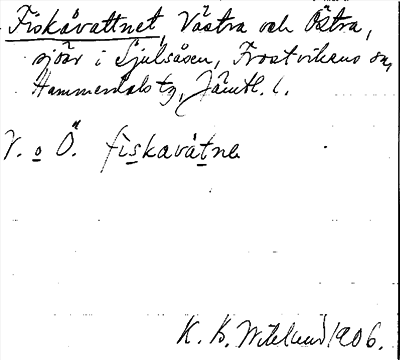 Fiskåvattnet, Västra och Östra,
sjöar i Sjulsåsen, Frostvikens sn,
Hammerdals tg, Jämtl. l.
V. o Ö. fiskavåtne
K. B. Wiklund 1906.